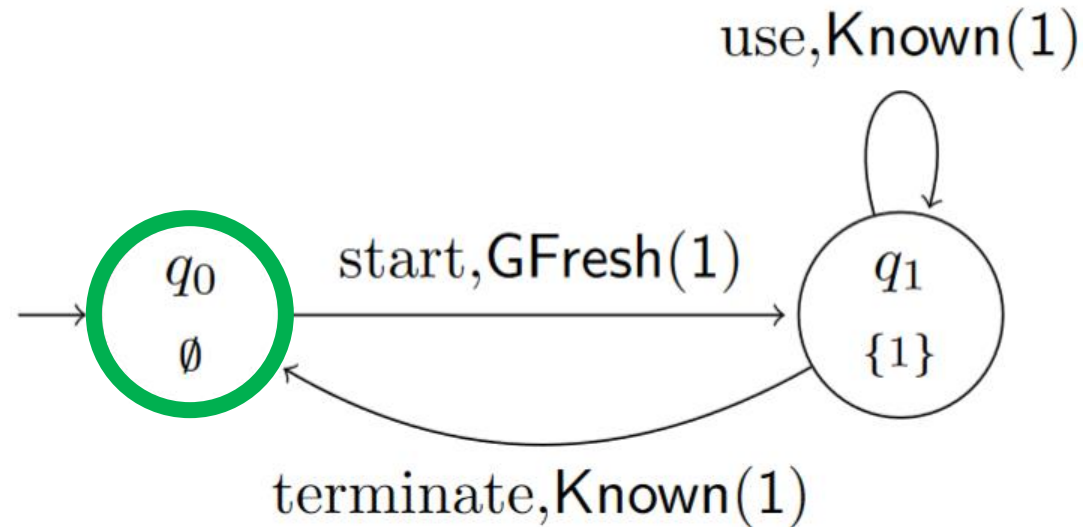 use,Known(1)
q₀
∅
start,GFresh(1)
q₁
{1}
terminate,Known(1)